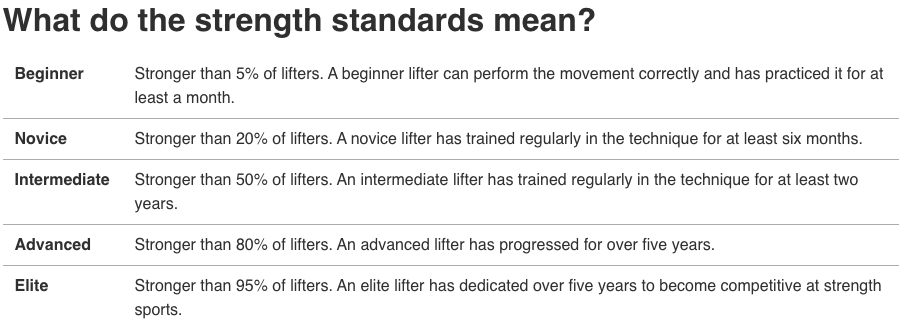 What do the strength standards mean?
Beginner Stronger than 5% of lifters. A beginner lifter can perform the movement correctly and has practiced it for at
least a month.
Novice Stronger than 20% of lifters. A novice lifter has trained regularly in the technique for at least six months.
Intermediate Stronger than 50% of lifters. An intermediate lifter has trained regularly in the technique for at least two
years.
Advanced Stronger than 80% of lifters. An advanced lifter has progressed for over five years.
Elite Stronger than 95% of lifters. An elite lifter has dedicated over five years to become competitive at strength
sports.